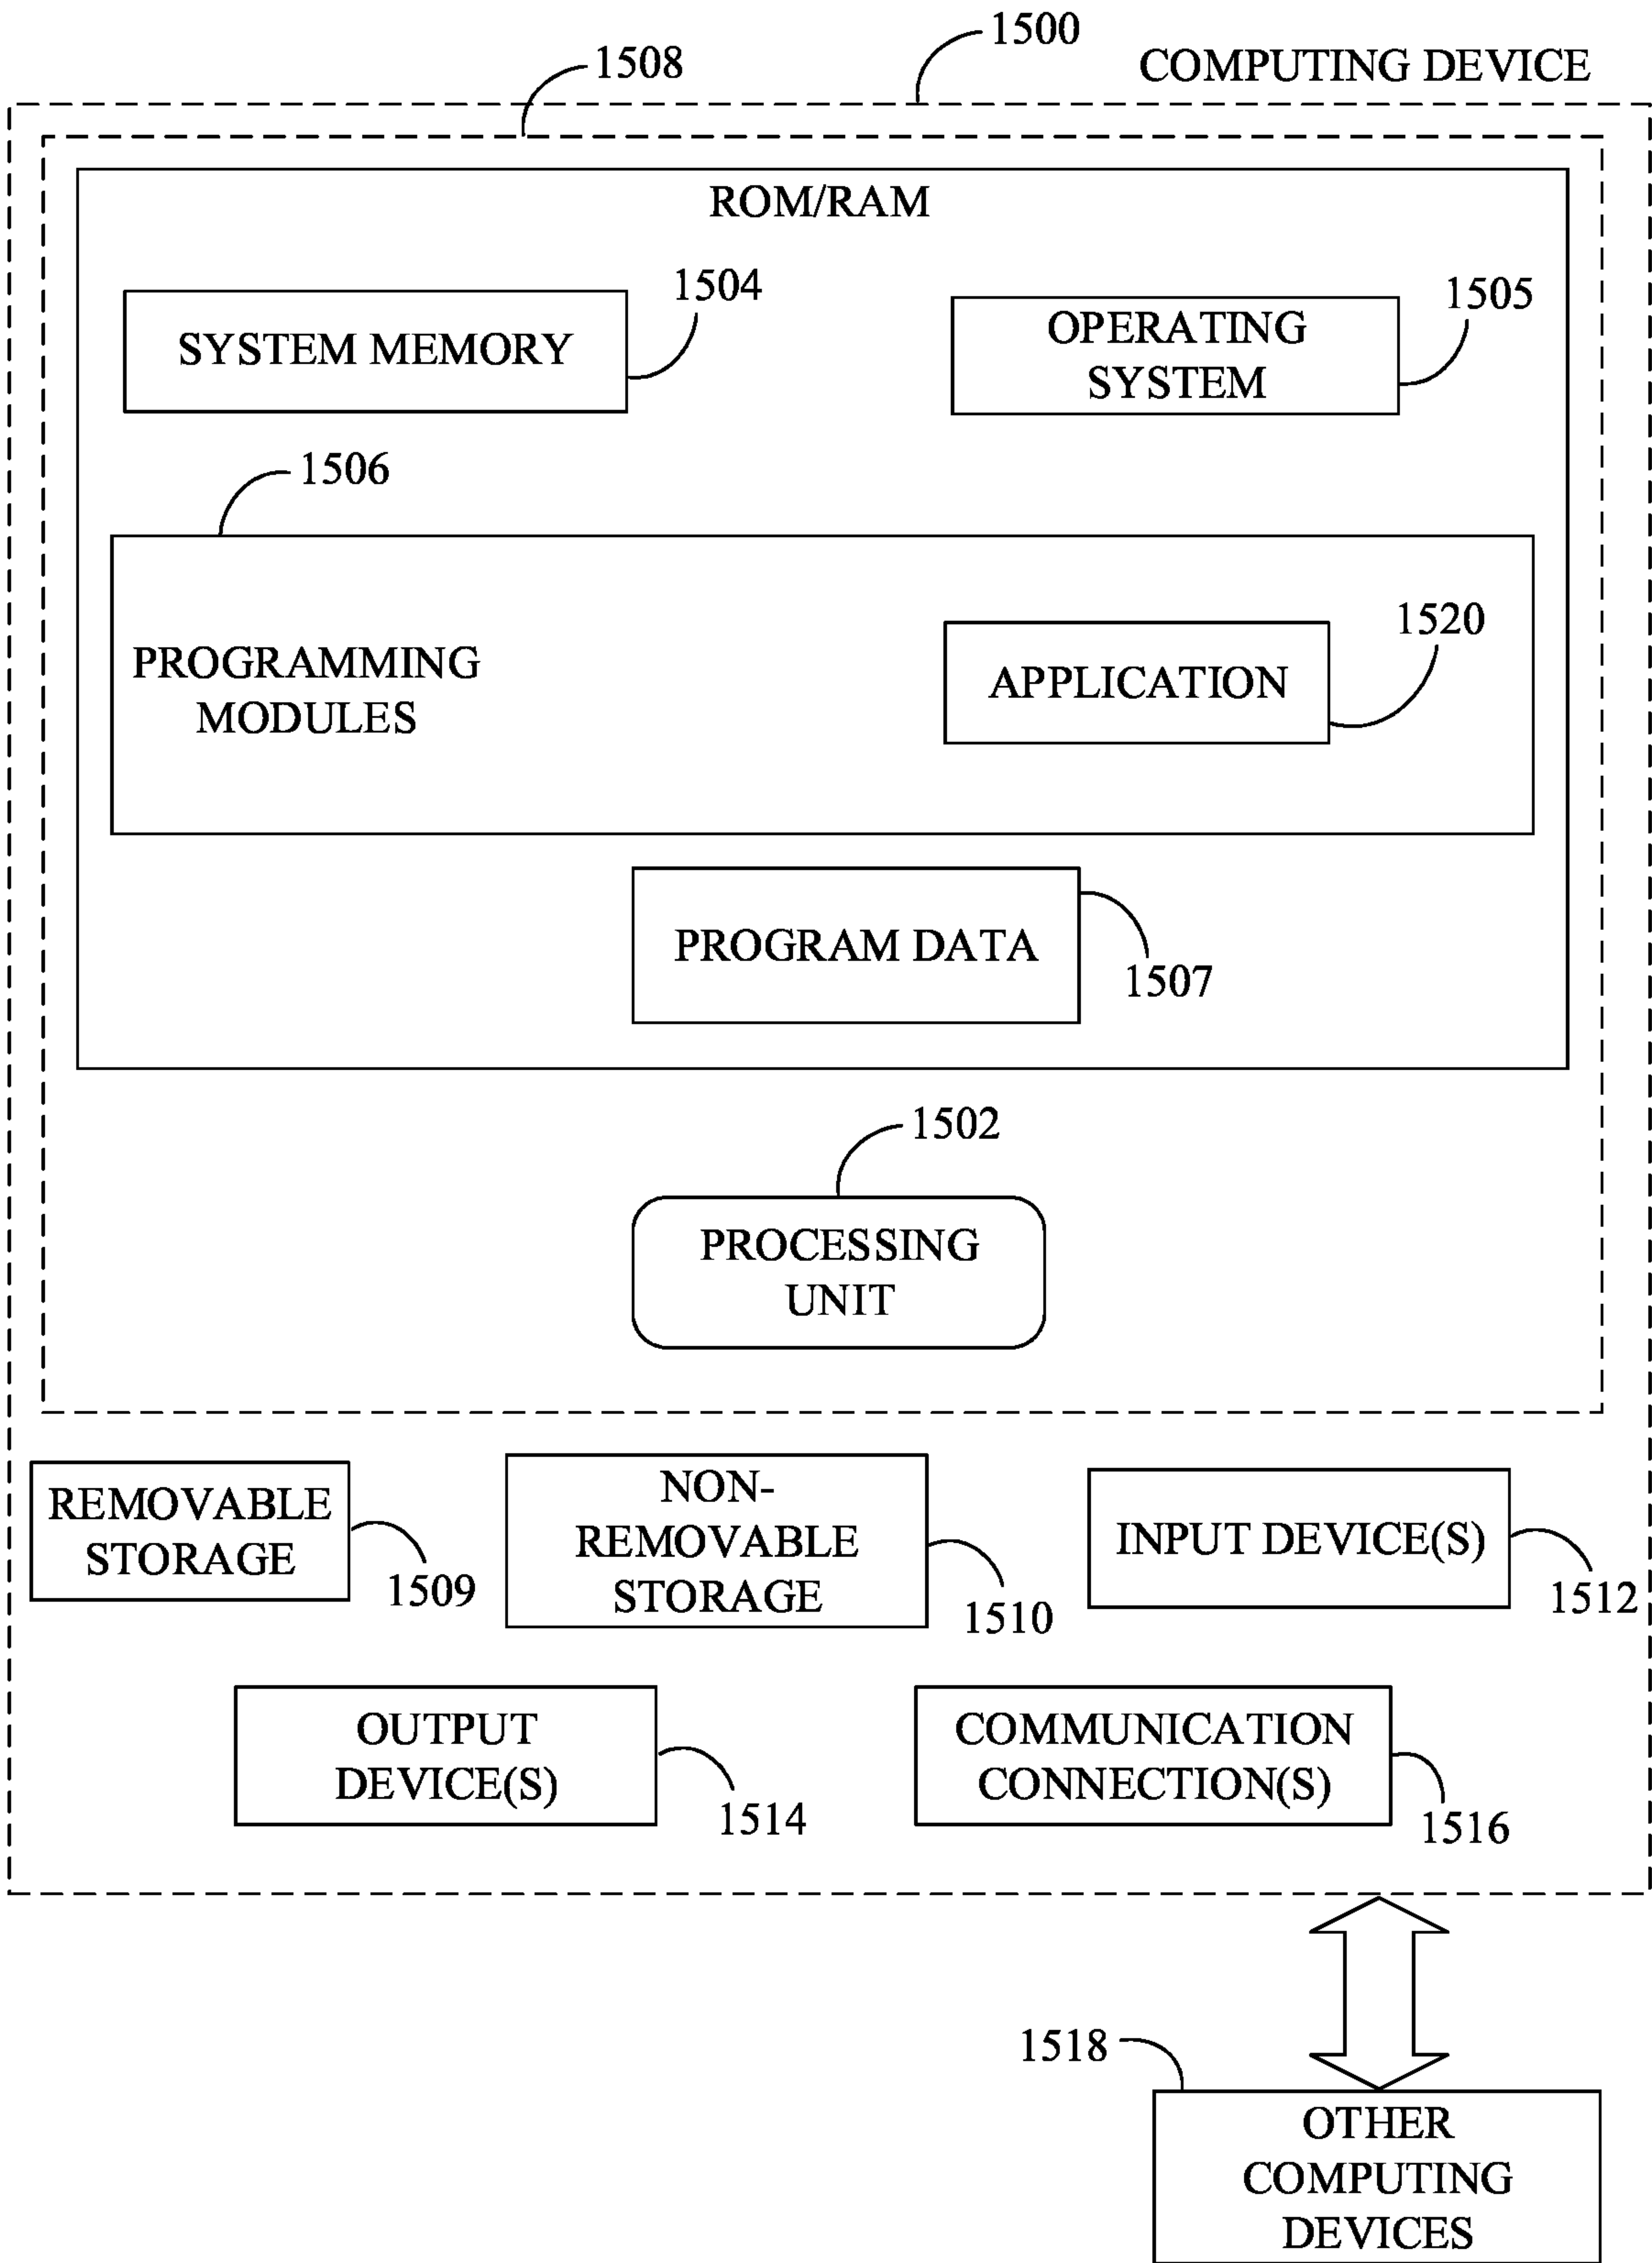 1500
1508
COMPUTING DEVICE
ROM/RAM
1504
1505
SYSTEM MEMORY
OPERATING
SYSTEM
1506
1520
PROGRAMMING
MODULES
APPLICATION
PROGRAM DATA
1507
1502
PROCESSING
UNIT
REMOVABLE
STORAGE
1509
NON-
REMOVABLE
STORAGE
1510
INPUT DEVICE(S)
1512
OUTPUT
DEVICE(S)
1514
COMMUNICATION
CONNECTION(S)
1516
1518
OTHER
COMPUTING
DEVICES